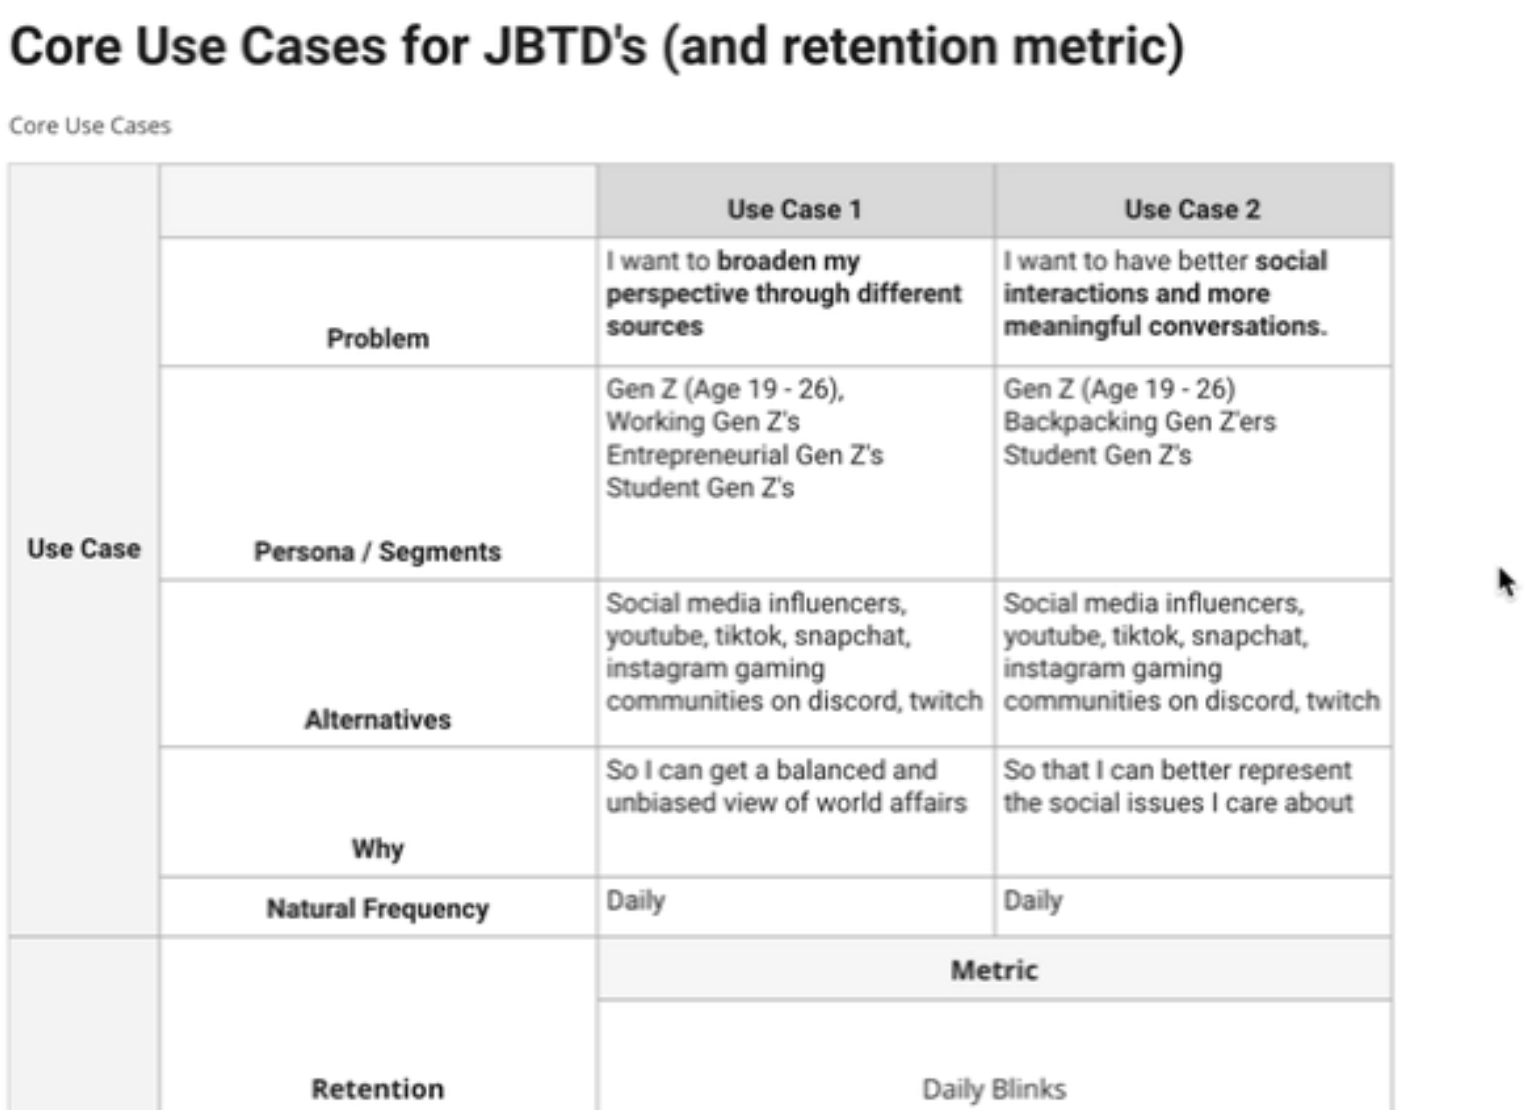 Core Use Cases for JBTD's (and retention metric)
Core Use Cases
Use Case 1
Use Case 2
Problem
I want to broaden my
perspective through different
sources
I want to have better social
interactions and more
meaningful conversations.
Use Case
Persona / Segments
Gen Z (Age 19 - 26),
Working Gen Z's
Entrepreneurial Gen Z's
Student Gen Z's
Gen Z (Age 19 - 26)
Backpacking Gen Z'ers
Student Gen Z's
Alternatives
Social media influencers,
youtube, tiktok, snapchat,
instagram gaming
communities on discord, twitch
Social media influencers,
youtube, tiktok, snapchat,
instagram gaming
communities on discord, twitch
Why
So I can get a balanced and
unbiased view of world affairs
So that I can better represent
the social issues I care about
Natural Frequency
Daily
Daily
Metric
Retention
Daily Blinks